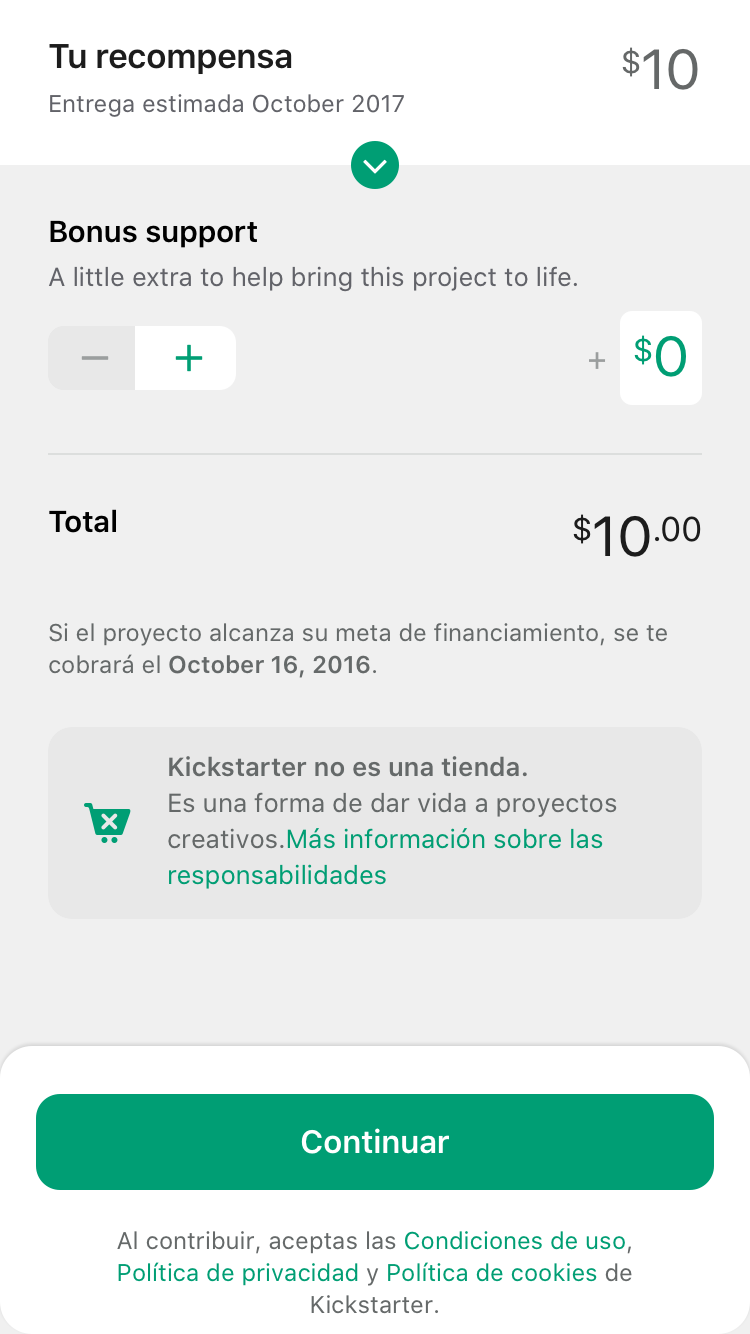 Tu recompensa
$10
Entrega estimada October 2017
Bonus support
A little extra to help bring this project to life.
− +
+ $0
Total
$10.00
Si el proyecto alcanza su meta de financiamiento, se te
cobrará el October 16, 2016.
Kickstarter no es una tienda.
Es una forma de dar vida a proyectos
creativos.Más información sobre las
responsabilidades
Continuar
Al contribuir, aceptas las Condiciones de uso,
Política de privacidad y Política de cookies de
Kickstarter.